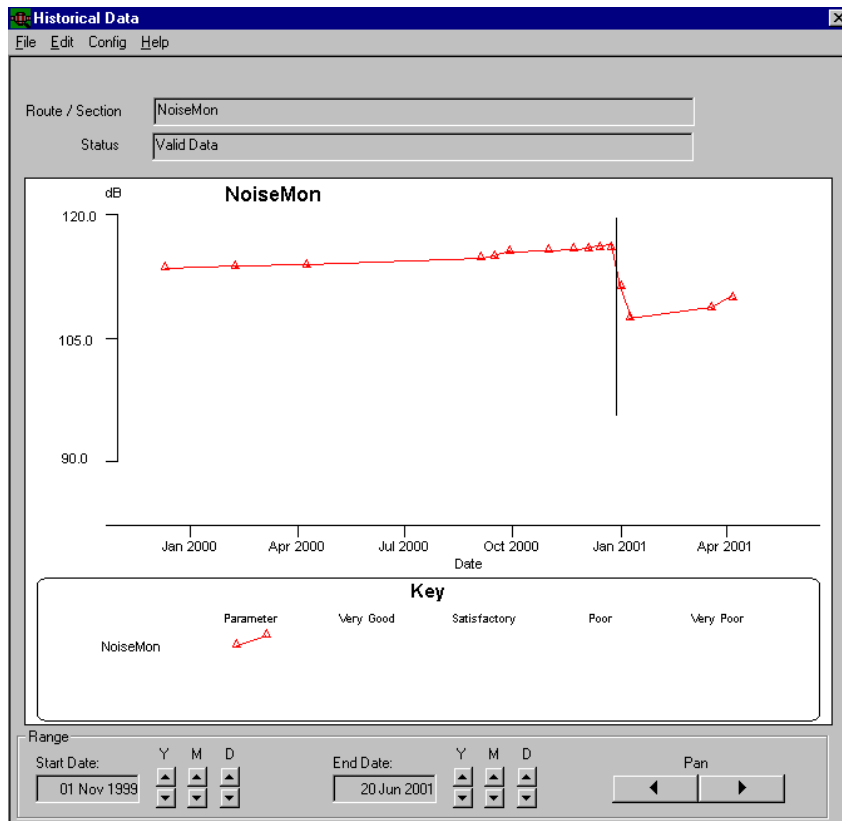 Historical Data
File Edit Config Help
Route / Section NoiseMon
Status Valid Data
dB NoiseMon
120.0
105.0
90.0
Jan 2000 Apr 2000 Jul 2000 Oct 2000 Jan 2001 Apr 2001
Date
Key
Parameter Very Good Satisfactory Poor Very Poor
NoiseMon
Range
Y M D Y M D
Start Date: End Date: Pan
01 Nov 1999 20 Jun 2001